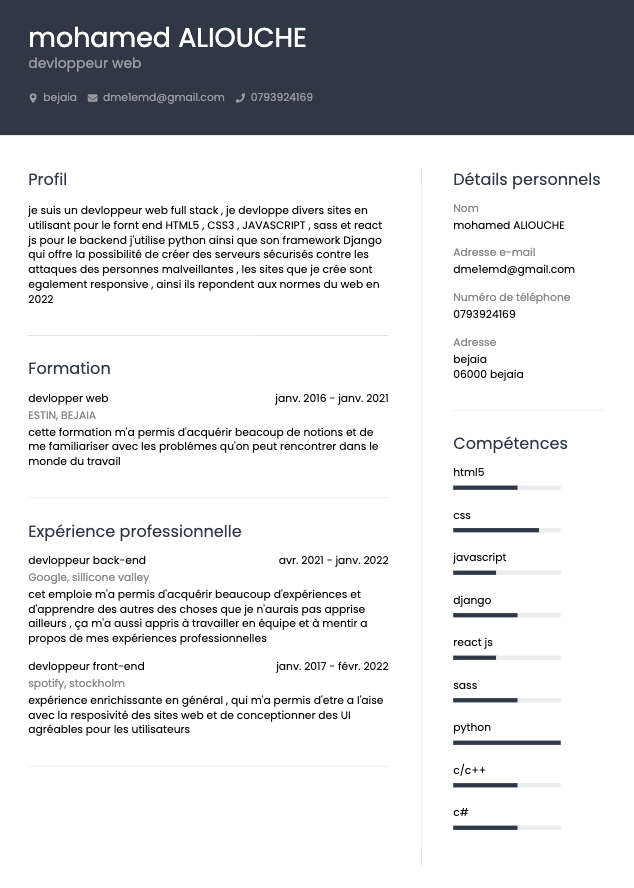 mohamed ALIOUCHE
devloppeur web
bejaia dme1emd@gmail.com 0793924169
Profil
je suis un devloppeur web full stack , je devloppe divers sites en
utilisant pour le fornt end HTML5 , CSS3 , JAVASCRIPT , sass et react
js pour le backend j'utilise python ainsi que son framework Django
qui offre la possibilité de créer des serveurs sécurisés contre les
attaques des personnes malveillantes , les sites que je crée sont
egalement responsive , ainsi ils repondent aux normes du web en
2022
Formation
devlopper web janv. 2016 - janv. 2021
ESTIN, BEJAIA
cette formation m'a permis d'acquérir beacoup de notions et de
me familiariser avec les problémes qu'on peut rencontrer dans le
monde du travail
Expérience professionnelle
devloppeur back-end avr. 2021 - janv. 2022
Google, sillicone valley
cet emploie m'a permis d'acquérir beaucoup d'expériences et
d'apprendre des autres des choses que je n'aurais pas apprise
ailleurs , ça m'a aussi appris à travailler en équipe et à mentir a
propos de mes expériences professionnelles
devloppeur front-end janv. 2017 - févr. 2022
spotify, stockholm
expérience enrichissante en général , qui m'a permis d'etre a l'aise
avec la resposivité des sites web et de conceptionner des UI
agréables pour les utilisateurs
Détails personnels
Nom
mohamed ALIOUCHE
Adresse e-mail
dme1emd@gmail.com
Numéro de téléphone
0793924169
Adresse
bejaia
06000 bejaia
Compétences
html5
css
javascript
django
react js
sass
python
c/c++
c#